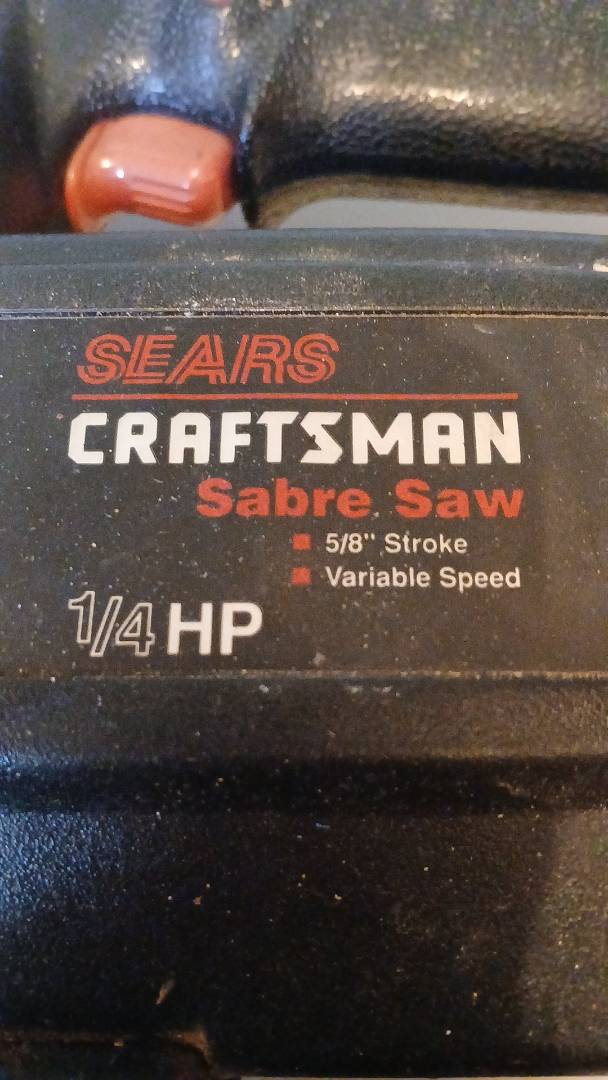 SEARS
CRAFTSMAN
Sabre Saw
5/8" Stroke
Variable Speed
1/4 HP